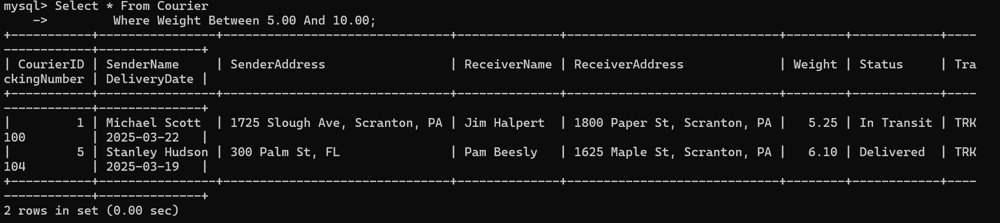 mysql> Select * From Courier
    ->         Where Weight Between 5.00 And 10.00;
+-----------+----------------+-------------------------------+--------------+-----------------------------+--------+------------+----
------------+--------------+
| CourierID | SenderName     | SenderAddress                 | ReceiverName | ReceiverAddress             | Weight | Status     | Tra
ckingNumber | DeliveryDate |
+-----------+----------------+-------------------------------+--------------+-----------------------------+--------+------------+----
------------+--------------+
|         1 | Michael Scott  | 1725 Slough Ave, Scranton, PA | Jim Halpert  | 1800 Paper St, Scranton, PA |   5.25 | In Transit | TRK
100         | 2025-03-22   |
|         5 | Stanley Hudson | 300 Palm St, FL               | Pam Beesly   | 1625 Maple St, Scranton, PA |   6.10 | Delivered  | TRK
104         | 2025-03-19   |
+-----------+----------------+-------------------------------+--------------+-----------------------------+--------+------------+----
------------+--------------+
2 rows in set (0.00 sec)